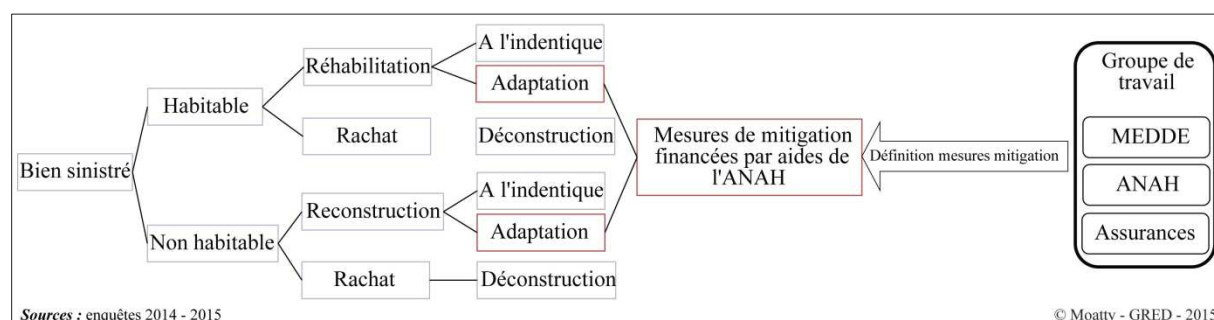 Bien sinistré
Habitable
Non habitable
Réhabilitation
Rachat
Reconstruction
Rachat
A l'indentique
Adaptation
Déconstruction
A l'indentique
Adaptation
Déconstruction
Mesures de mitigation
financées par aides de
l'ANAH
Définition mesures mitigation
Groupe de
travail
MEDDE
ANAH
Assurances
Sources : enquêtes 2014 - 2015
© Moatty - GRED - 2015